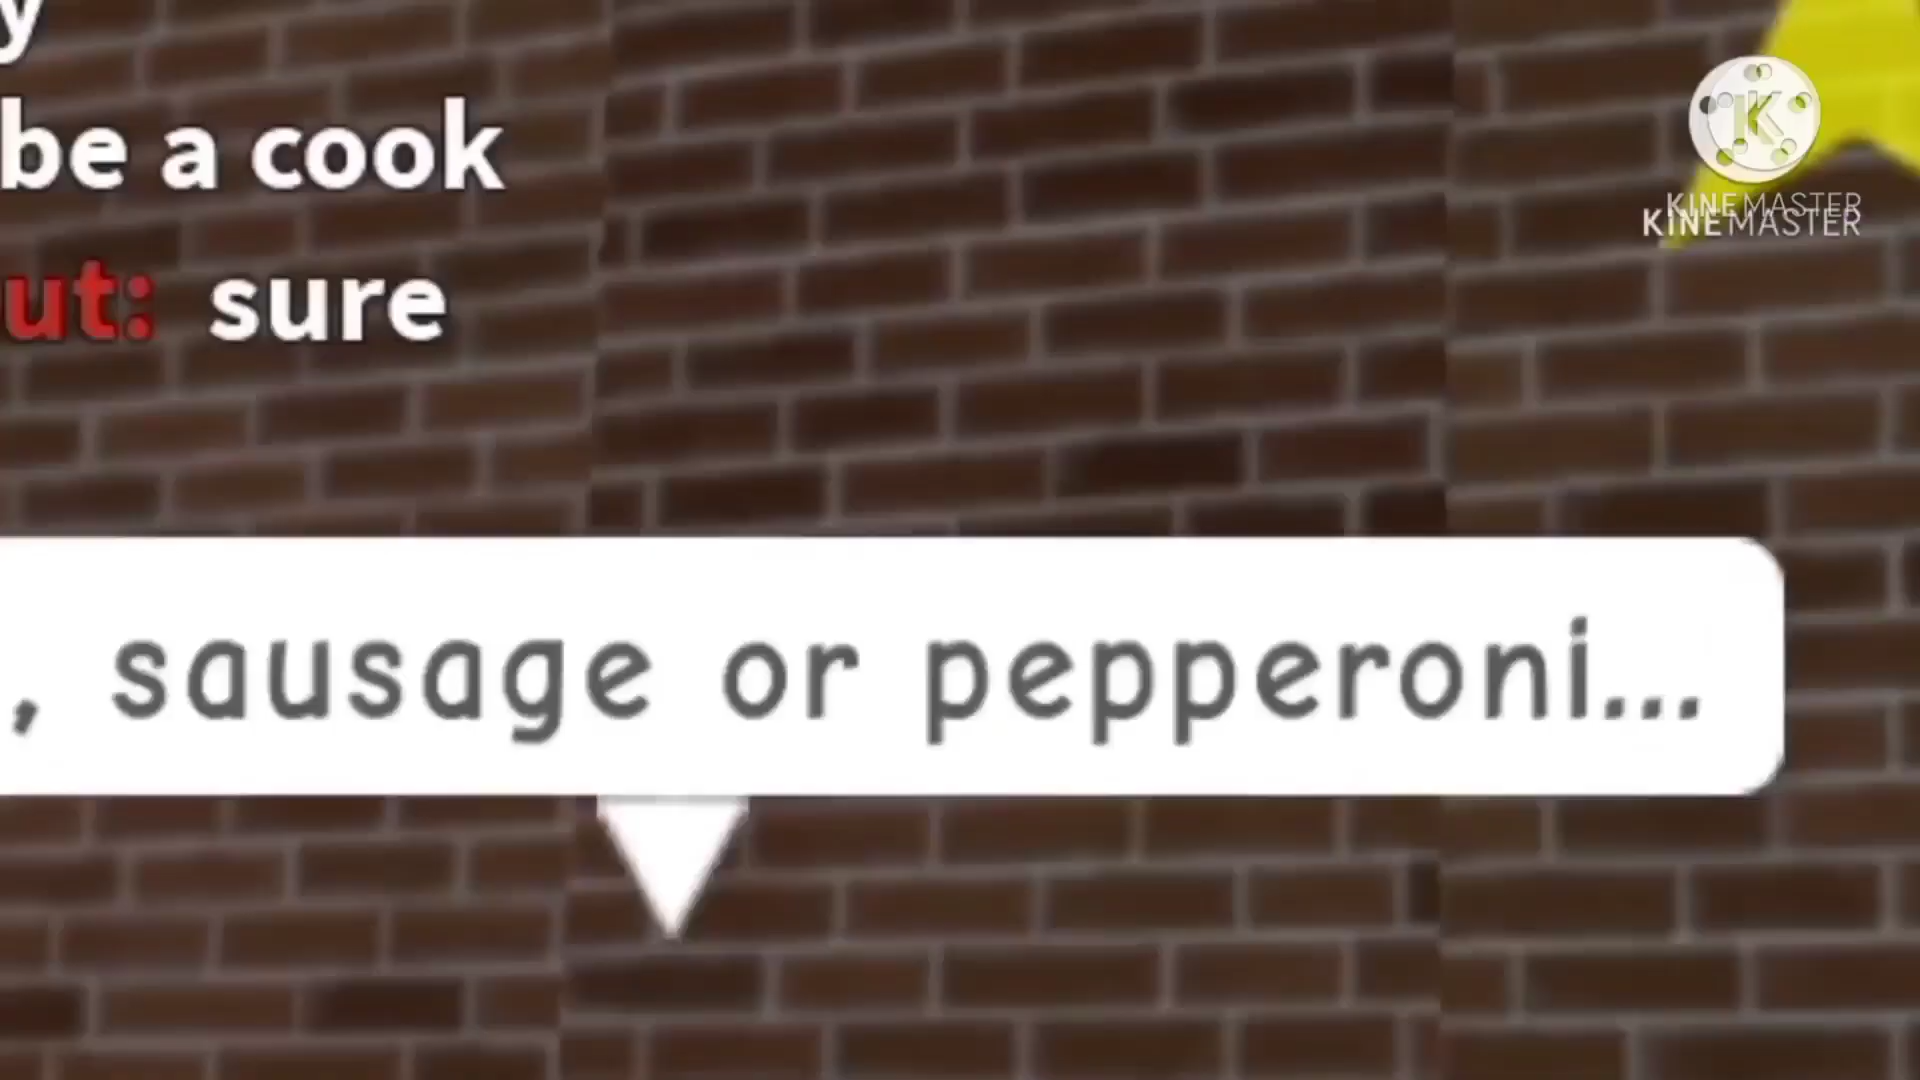 y
be a cook
ut: sure
KINEMASTER
KINEMASTER
, sausage or pepperoni...